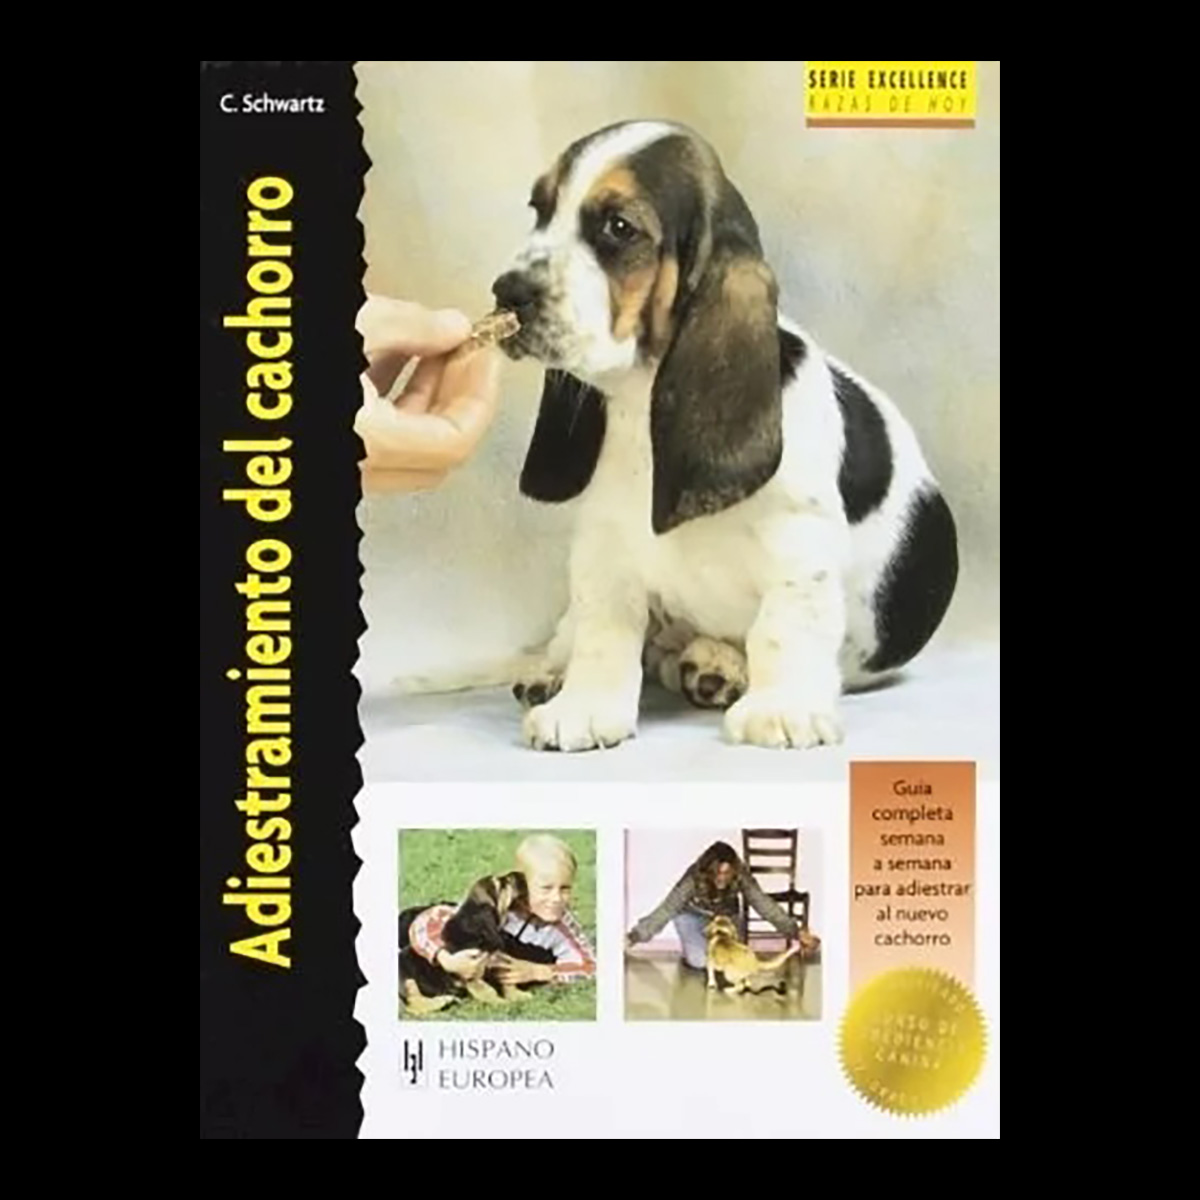 C. Schwartz
Adiestramiento del cachorro
SERIE EXCELLENCE
RAZAS DE HOY
Guía
completa
semana
a semana
para adiestrar
al nuevo
cachorro
CANINA
HISPANO
EUROPEA